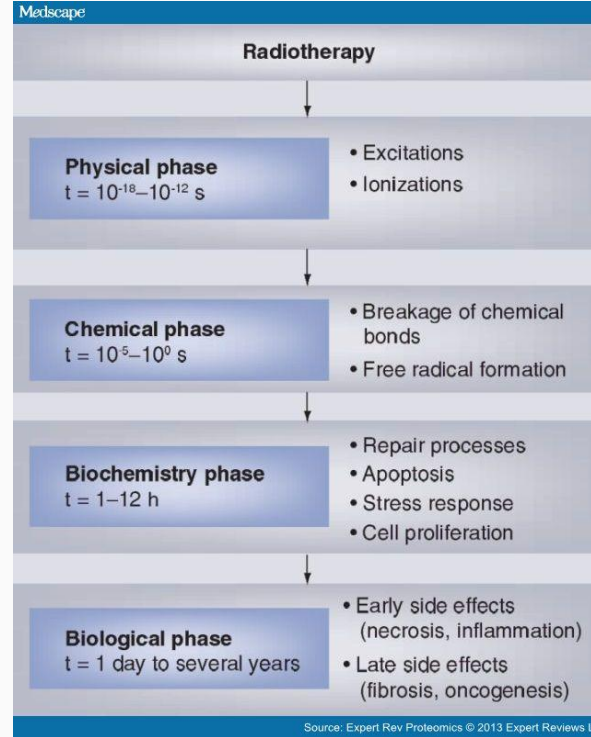 Medscape
Radiotherapy
Physical phase
t = 10⁻¹⁸–10⁻¹² s
• Excitations
• Ionizations
Chemical phase
t = 10⁻⁵–10⁰ s
• Breakage of chemical
bonds
• Free radical formation
Biochemistry phase
t = 1–12 h
• Repair processes
• Apoptosis
• Stress response
• Cell proliferation
Biological phase
t = 1 day to several years
• Early side effects
(necrosis, inflammation)
• Late side effects
(fibrosis, oncogenesis)
Source: Expert Rev Proteomics © 2013 Expert Reviews